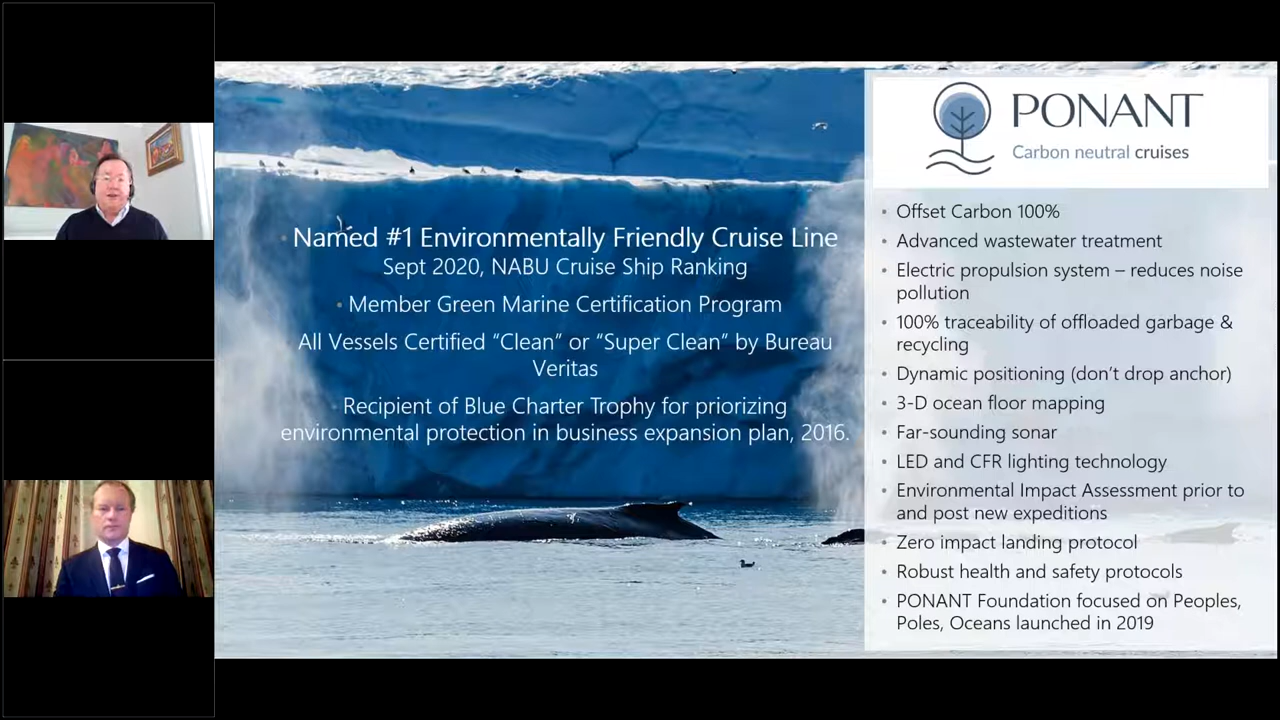 • Named #1 Environmentally Friendly Cruise Line
Sept 2020, NABU Cruise Ship Ranking
• Member Green Marine Certification Program
All Vessels Certified “Clean” or “Super Clean” by Bureau
Veritas
Recipient of Blue Charter Trophy for priorizing
environmental protection in business expansion plan, 2016.
PONANT
Carbon neutral cruises
• Offset Carbon 100%
• Advanced wastewater treatment
• Electric propulsion system – reduces noise
pollution
• 100% traceability of offloaded garbage &
recycling
• Dynamic positioning (don’t drop anchor)
• 3-D ocean floor mapping
• Far-sounding sonar
• LED and CFR lighting technology
• Environmental Impact Assessment prior to
and post new expeditions
• Zero impact landing protocol
• Robust health and safety protocols
• PONANT Foundation focused on Peoples,
Poles, Oceans launched in 2019